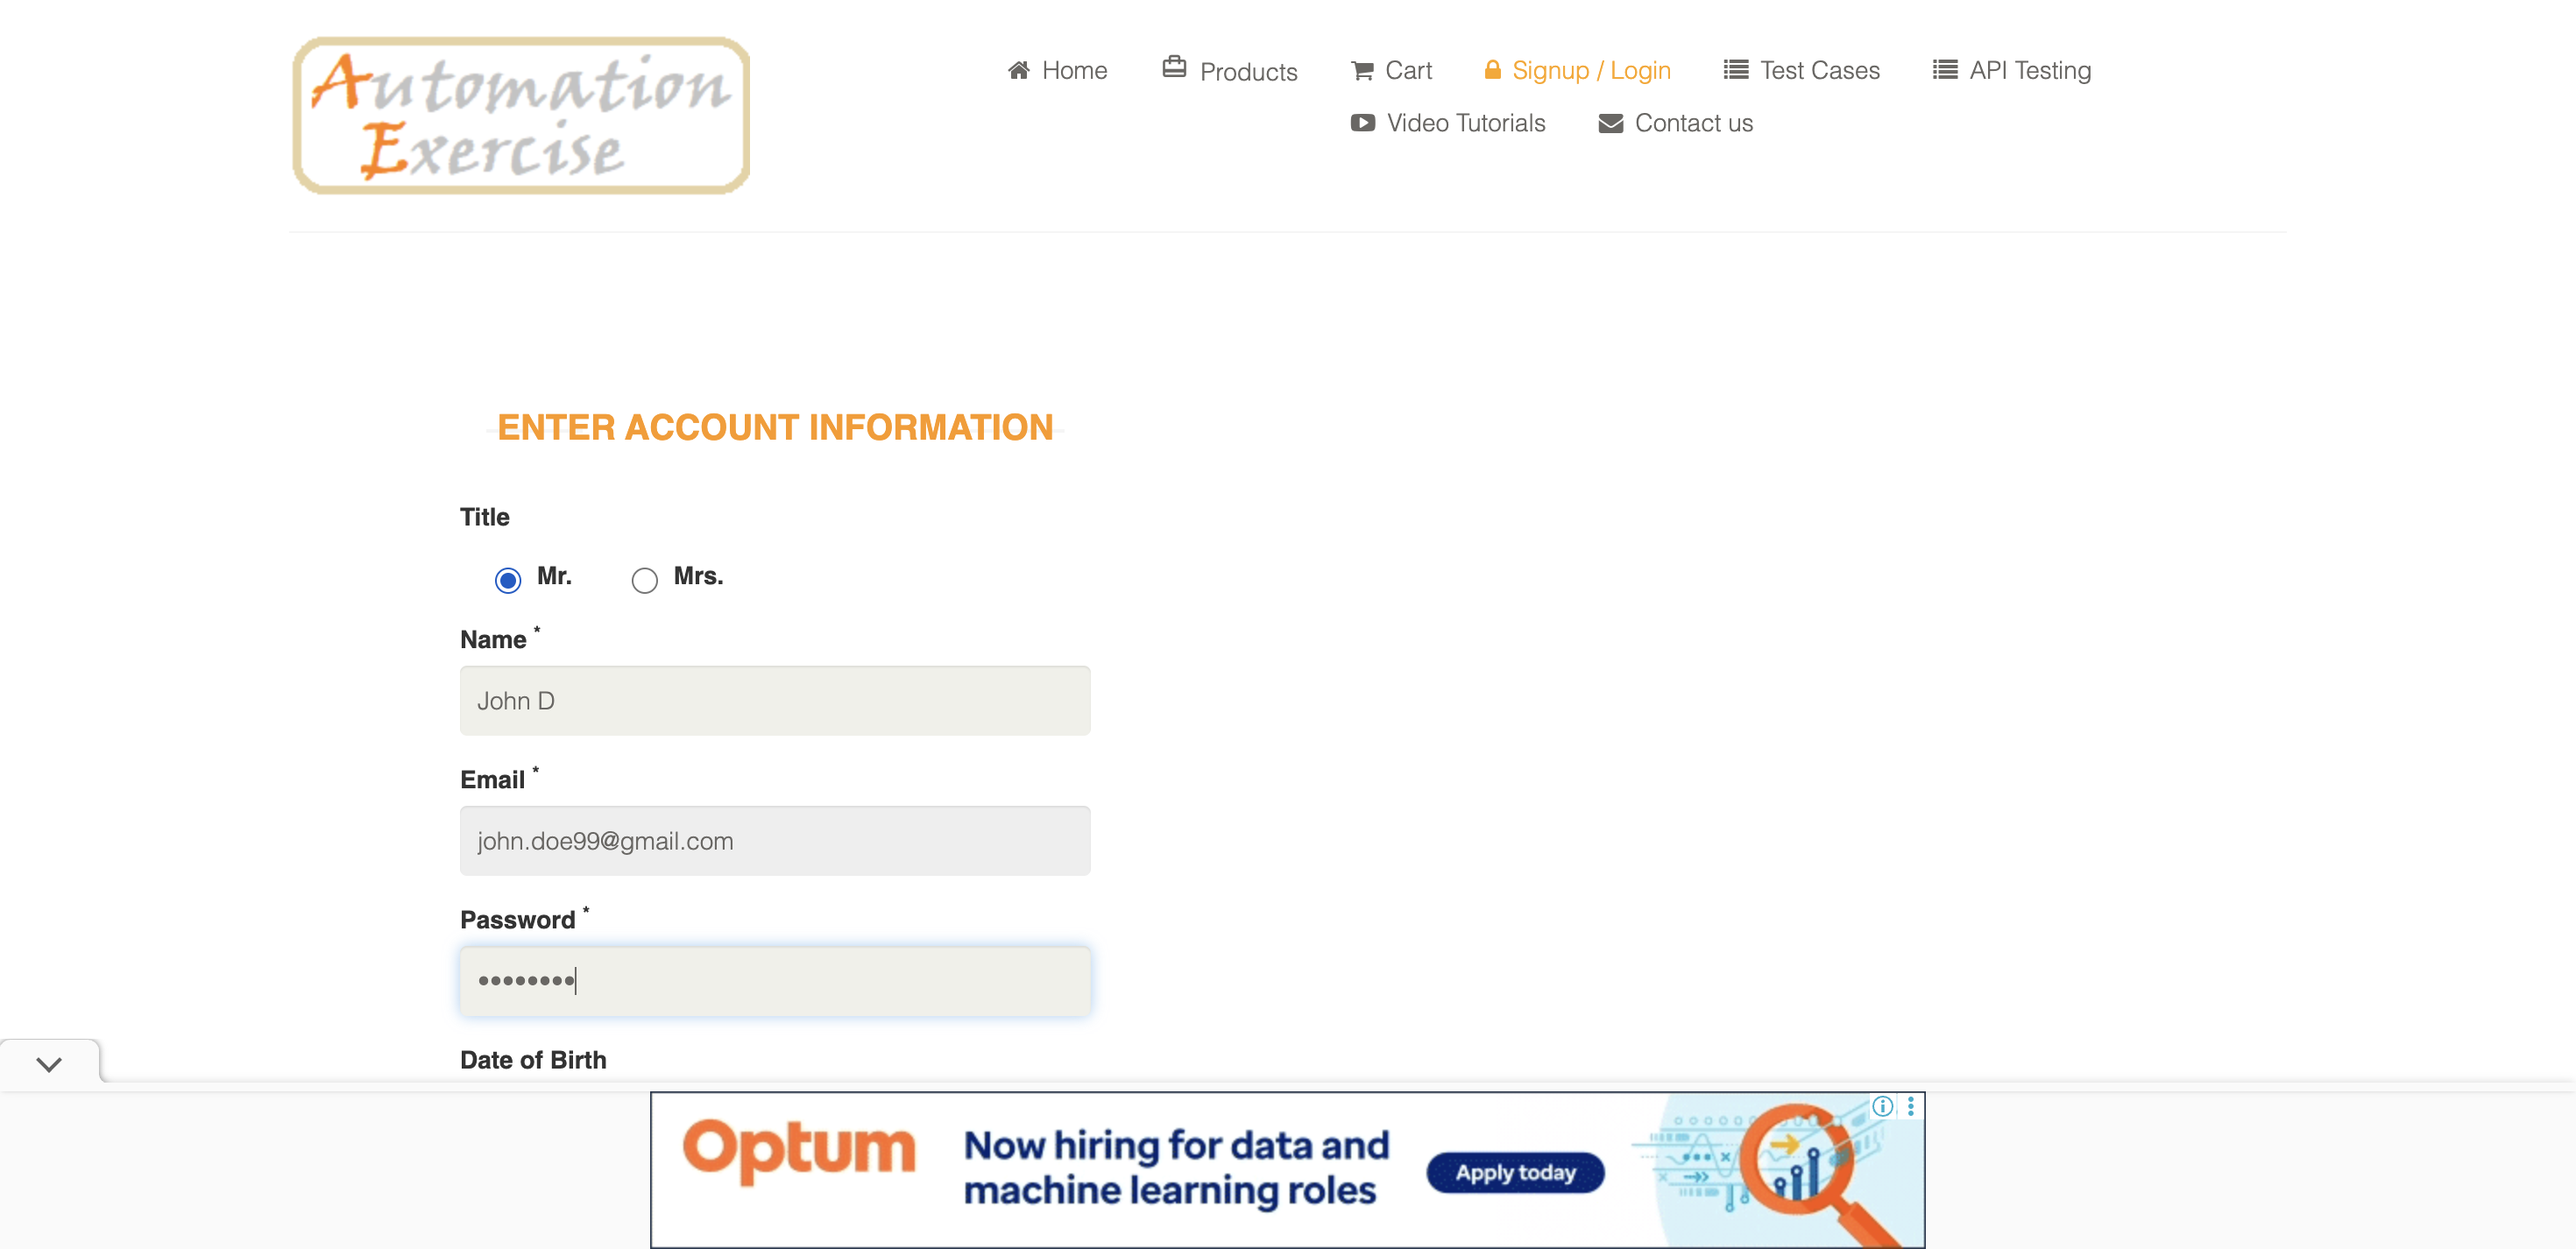 Automation
Exercise
Home
Products
Cart
Signup / Login
Test Cases
API Testing
Video Tutorials
Contact us
ENTER ACCOUNT INFORMATION
Title
Mr.
Mrs.
Name *
John D
Email *
john.doe99@gmail.com
Password *
••••••••
Date of Birth
Optum
Now hiring for data and
machine learning roles
Apply today